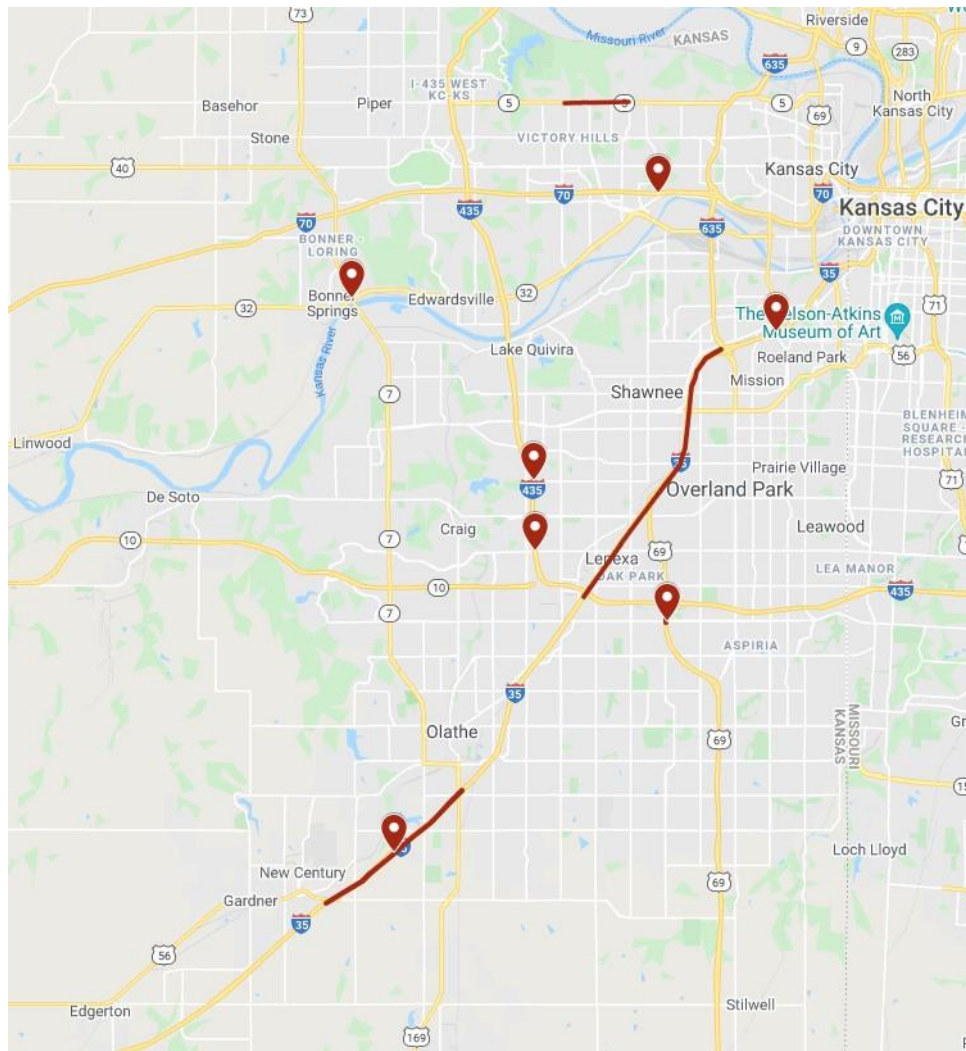 73
Riverside
Missouri River
KANSAS
9
283
635
I-435 WEST
KC-KS
Basehor
Piper
5
5
5
69
North
Kansas City
Stone
VICTORY HILLS
40
Kansas City
70
70
70
435
635
Kansas City
DOWNTOWN
KANSAS CITY
BONNER -
LORING
35
Bonner
Springs
Edwardsville
32
32
71
Kansas River
Museum of Art
56
Lake Quivira
Roeland Park
7
Mission
Shawnee
BLENHEIM
SQUARE -
RESEARCH
HOSPITAL
Linwood
Prairie Village
71
435
Overland Park
De Soto
Craig
Leawood
10
7
69
Lenexa
OAK PARK
LEA MANOR
10
435
7
ASPIRIA
35
MISSOURI
KANSAS
Olathe
69
Loch Lloyd
New Century
Gardner
69
35
56
Edgerton
Stilwell
169